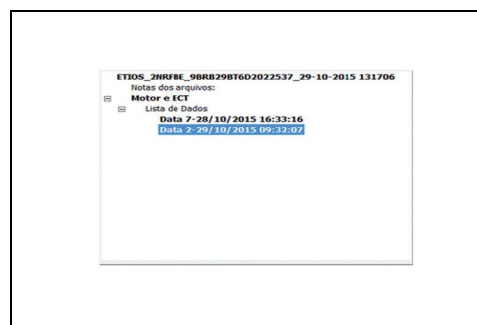 ETIOS_2NRFBE_9BRB29BT6D2022537_29-10-2015 131706
Notas dos arquivos:
Motor e ECT
Lista de Dados
Data 7-28/10/2015 16:33:16
Data 2-29/10/2015 09:32:07